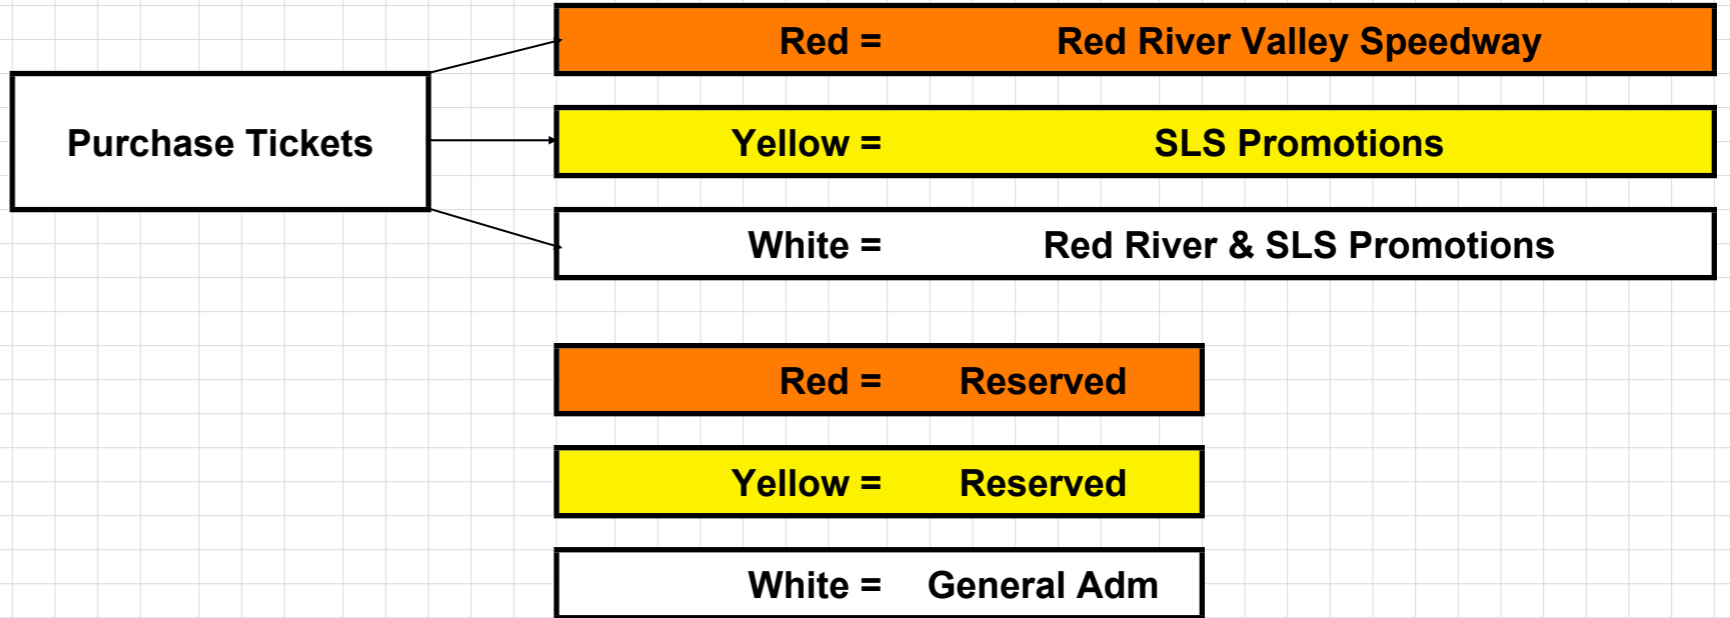 Red = Red River Valley Speedway
Purchase Tickets
Yellow = SLS Promotions
White = Red River & SLS Promotions
Red = Reserved
Yellow = Reserved
White = General Adm